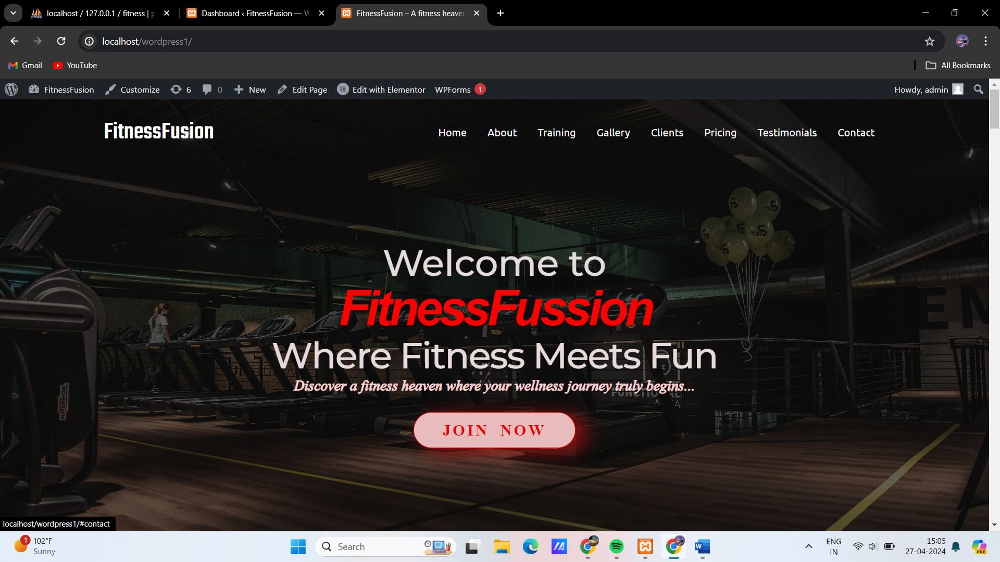 localhost / 127.0.0.1 / fitness | p
Dashboard ‹ FitnessFusion — W
FitnessFusion – A fitness heaven
localhost/wordpress1/
Gmail
YouTube
All Bookmarks
FitnessFusion
Customize
6
0
New
Edit Page
Edit with Elementor
WPForms 1
Howdy, admin
FitnessFusion
Home
About
Training
Gallery
Clients
Pricing
Testimonials
Contact
Welcome to
FitnessFussion
Where Fitness Meets Fun
Discover a fitness heaven where your wellness journey truly begins...
FUNCTIONAL
JOIN NOW
TECHNOGYM
localhost/wordpress1/#contact
1
102°F
Sunny
Search
ENG
IN
15:05
27-04-2024
PRE